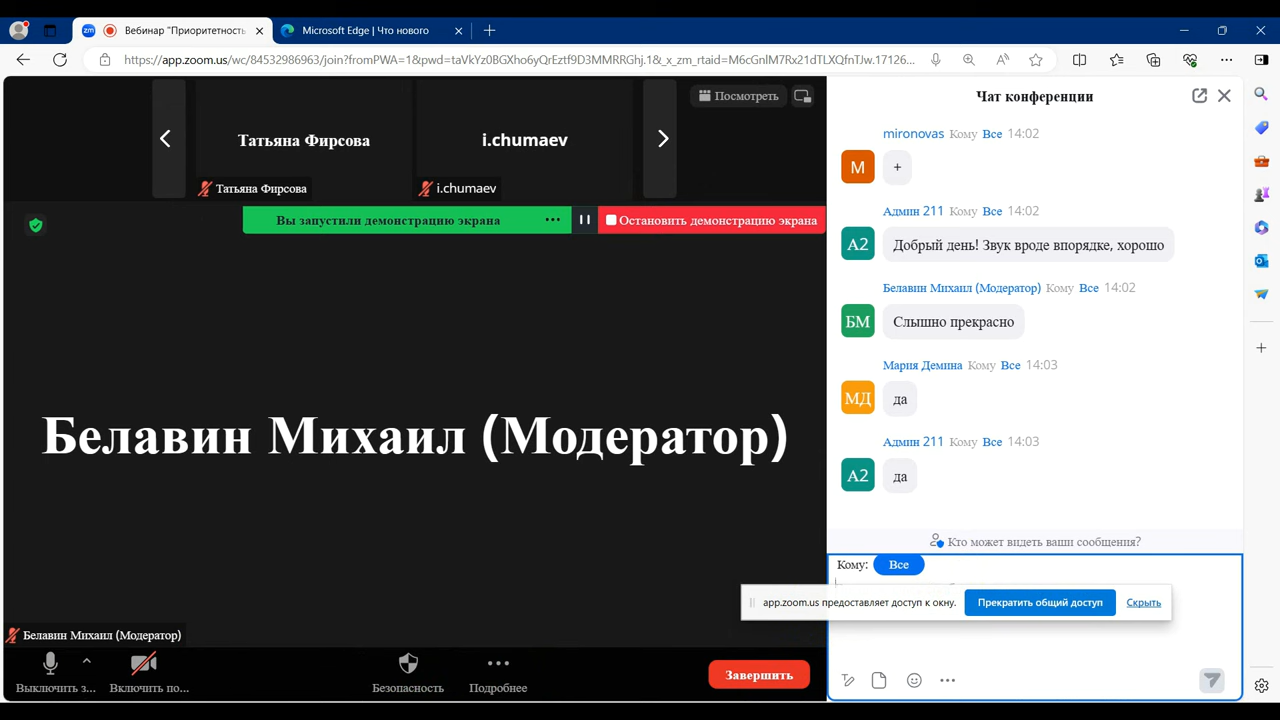 Вебинар "Приоритетность
Microsoft Edge | Что нового
https://app.zoom.us/wc/84532986963/join?fromPWA=1&pwd=taVkYz0BGXho6yQrEztf9D3MMRRGhj.1&_x_zm_rtaid=M6cGnlM7Rx21dTLXQfnTJw.17126...
Посмотреть
Татьяна Фирсова
i.chumaev
Татьяна Фирсова
i.chumaev
Вы запустили демонстрацию экрана
Остановить демонстрацию экрана
Белавин Михаил (Модератор)
Белавин Михаил (Модератор)
Выключить з...
Включить по...
Безопасность
Подробнее
Завершить
Чат конференции
mironovas Кому Все 14:02
М
+
Админ 211 Кому Все 14:02
А2
Добрый день! Звук вроде впорядке, хорошо
Белавин Михаил (Модератор) Кому Все 14:02
БМ
Слышно прекрасно
Мария Демина Кому Все 14:03
МД
да
Админ 211 Кому Все 14:03
А2
да
Кто может видеть ваши сообщения?
Кому: Все
app.zoom.us предоставляет доступ к окну.
Прекратить общий доступ
Скрыть